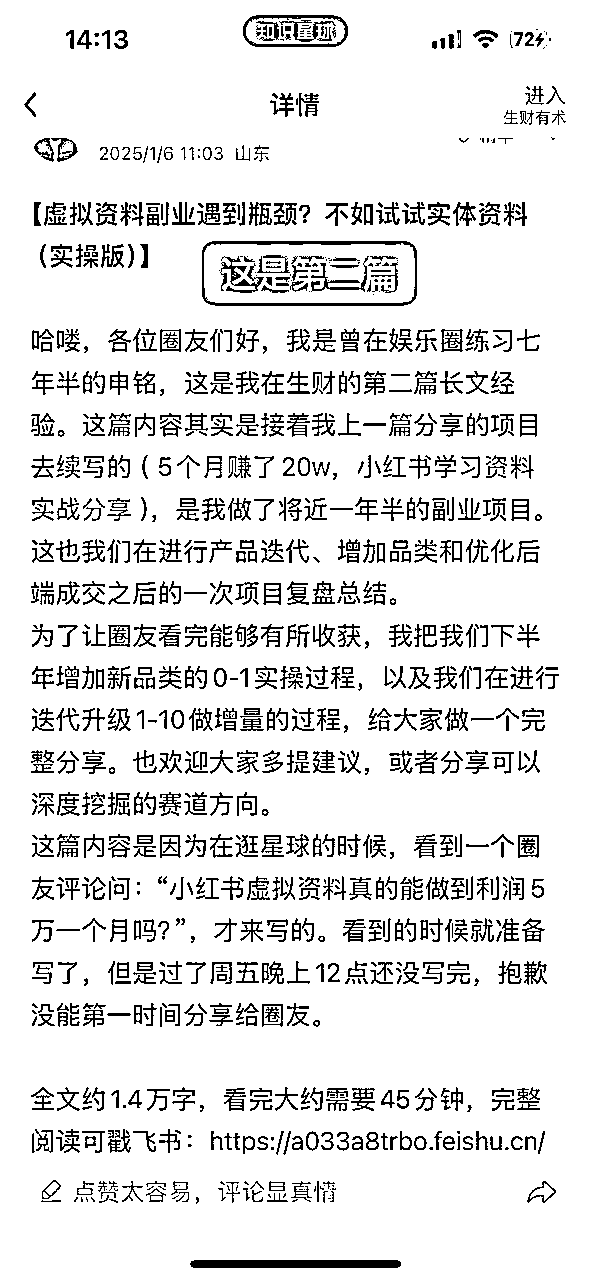 14:13
知识星球
72
详情
进入
生财有术
2025/1/6 11:03 山东
【虚拟资料副业遇到瓶颈？不如试试实体资料
（实操版）】
这是第二篇
哈喽，各位圈友们好，我是曾在娱乐圈练习七
年半的申铭，这是我在生财的第二篇长文经
验。这篇内容其实是接着我上一篇分享的项目
去续写的（5个月赚了20w，小红书学习资料
实战分享），是我做了将近一年半的副业项目。
这也我们在进行产品迭代、增加品类和优化后
端成交之后的一次项目复盘总结。
为了让圈友看完能够有所收获，我把我们下半
年增加新品类的0-1实操过程，以及我们在进行
迭代升级1-10做增量的过程，给大家做一个完
整分享。也欢迎大家多提建议，或者分享可以
深度挖掘的赛道方向。
这篇内容是因为在逛星球的时候，看到一个圈
友评论问：“小红书虚拟资料真的能做到利润5
万一个月吗？”，才来写的。看到的时候就准备
写了，但是过了周五晚上12点还没写完，抱歉
没能第一时间分享给圈友。
全文约1.4万字，看完大约需要45分钟，完整
阅读可戳飞书：https://a033a8trbo.feishu.cn/
点赞太容易，评论显真情